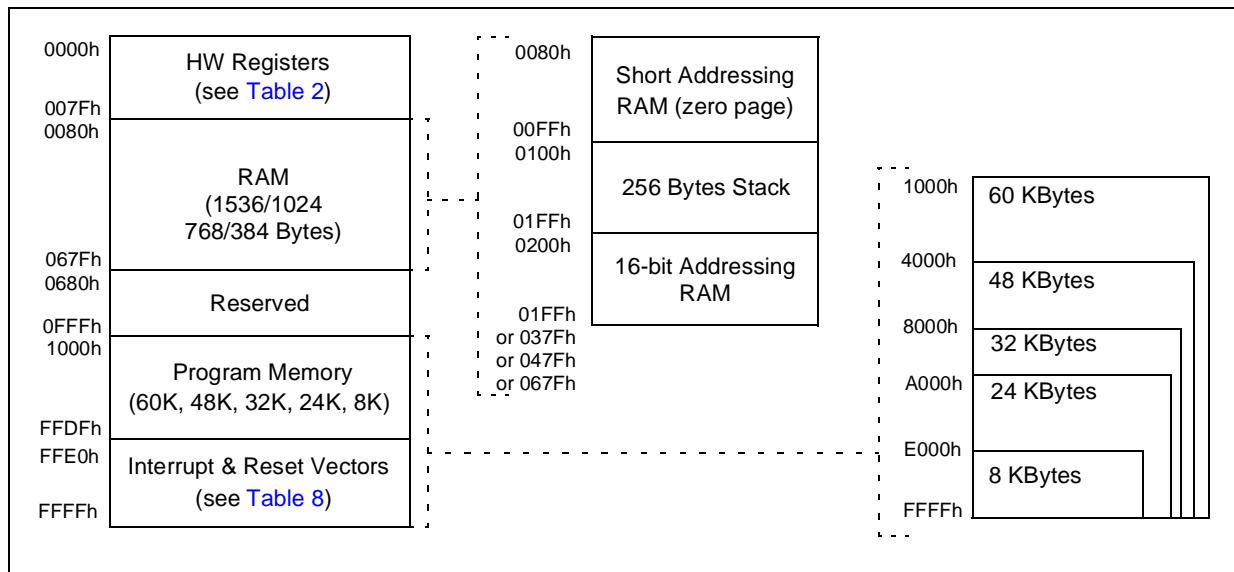 0000h
HW Registers
(see Table 2)
007Fh
0080h
RAM
(1536/1024
768/384 Bytes)
067Fh
0680h
Reserved
0FFFh
1000h
Program Memory
(60K, 48K, 32K, 24K, 8K)
FFDFh
FFE0h
Interrupt & Reset Vectors
(see Table 8)
FFFFh
0080h
Short Addressing
RAM (zero page)
00FFh
0100h
256 Bytes Stack
01FFh
0200h
16-bit Addressing
RAM
01FFh
or 037Fh
or 047Fh
or 067Fh
1000h
60 KBytes
4000h
48 KBytes
8000h
32 KBytes
A000h
24 KBytes
E000h
8 KBytes
FFFFh